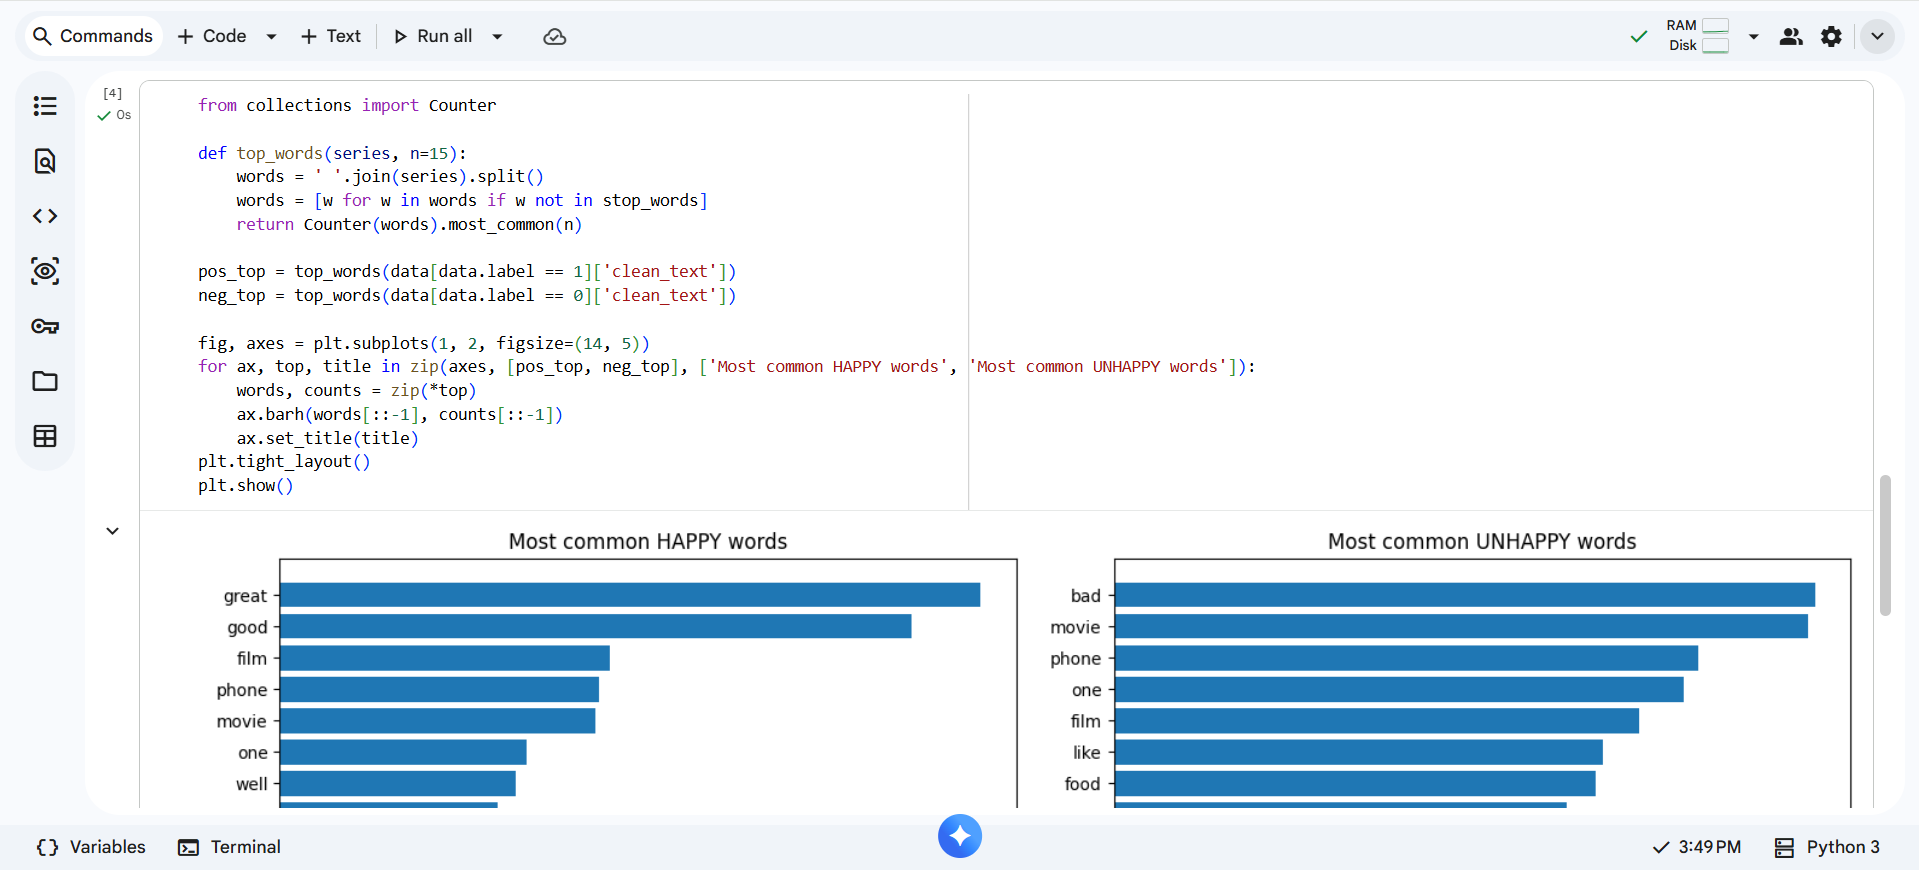 Commands + Code + Text Run all RAM
Disk
[4]
0s
from collections import Counter
def top_words(series, n=15):
    words = ' '.join(series).split()
    words = [w for w in words if w not in stop_words]
    return Counter(words).most_common(n)
pos_top = top_words(data[data.label == 1]['clean_text'])
neg_top = top_words(data[data.label == 0]['clean_text'])
fig, axes = plt.subplots(1, 2, figsize=(14, 5))
for ax, top, title in zip(axes, [pos_top, neg_top], ['Most common HAPPY words', 'Most common UNHAPPY words']):
    words, counts = zip(*top)
    ax.barh(words[::-1], counts[::-1])
    ax.set_title(title)
plt.tight_layout()
plt.show()
Most common HAPPY words
great
good
film
phone
movie
one
well
Most common UNHAPPY words
bad
movie
phone
one
film
like
food
{} Variables Terminal 3:49 PM Python 3